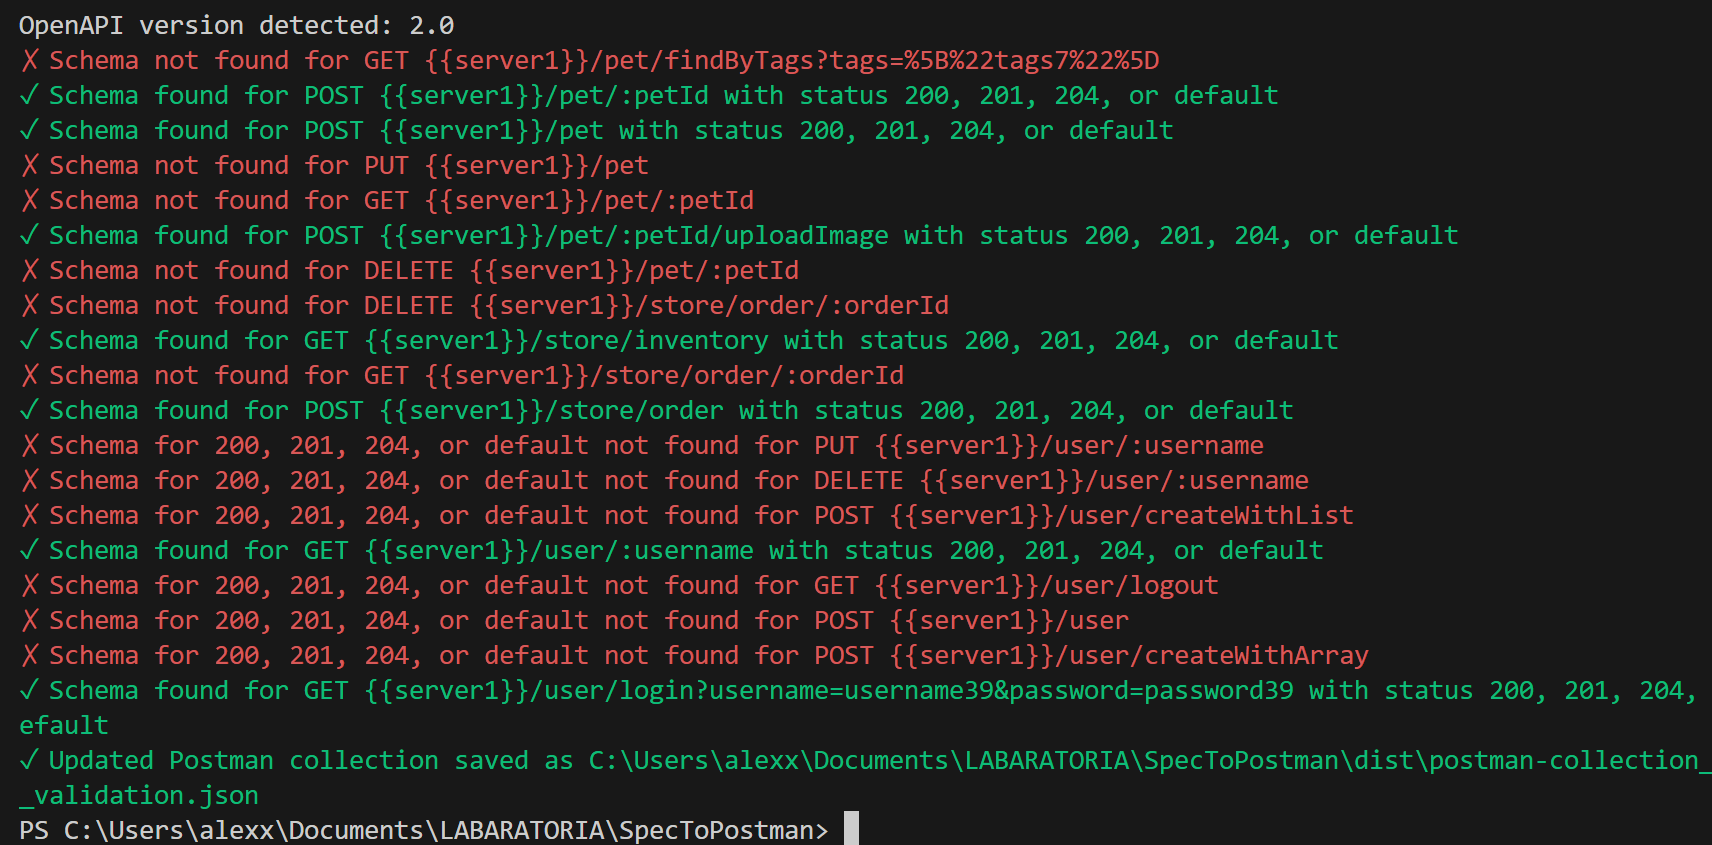 OpenAPI version detected: 2.0
✗ Schema not found for GET {{server1}}/pet/findByTags?tags=%5B%22tags7%22%5D
✓ Schema found for POST {{server1}}/pet/:petId with status 200, 201, 204, or default
✓ Schema found for POST {{server1}}/pet with status 200, 201, 204, or default
✗ Schema not found for PUT {{server1}}/pet
✗ Schema not found for GET {{server1}}/pet/:petId
✓ Schema found for POST {{server1}}/pet/:petId/uploadImage with status 200, 201, 204, or default
✗ Schema not found for DELETE {{server1}}/pet/:petId
✗ Schema not found for DELETE {{server1}}/store/order/:orderId
✓ Schema found for GET {{server1}}/store/inventory with status 200, 201, 204, or default
✗ Schema not found for GET {{server1}}/store/order/:orderId
✓ Schema found for POST {{server1}}/store/order with status 200, 201, 204, or default
✗ Schema for 200, 201, 204, or default not found for PUT {{server1}}/user/:username
✗ Schema for 200, 201, 204, or default not found for DELETE {{server1}}/user/:username
✗ Schema for 200, 201, 204, or default not found for POST {{server1}}/user/createWithList
✓ Schema found for GET {{server1}}/user/:username with status 200, 201, 204, or default
✗ Schema for 200, 201, 204, or default not found for GET {{server1}}/user/logout
✗ Schema for 200, 201, 204, or default not found for POST {{server1}}/user
✗ Schema for 200, 201, 204, or default not found for POST {{server1}}/user/createWithArray
✓ Schema found for GET {{server1}}/user/login?username=username39&password=password39 with status 200, 201, 204,
efault
✓ Updated Postman collection saved as C:\Users\alexx\Documents\LABARATORIA\SpecToPostman\dist\postman-collection_
_validation.json
PS C:\Users\alexx\Documents\LABARATORIA\SpecToPostman>